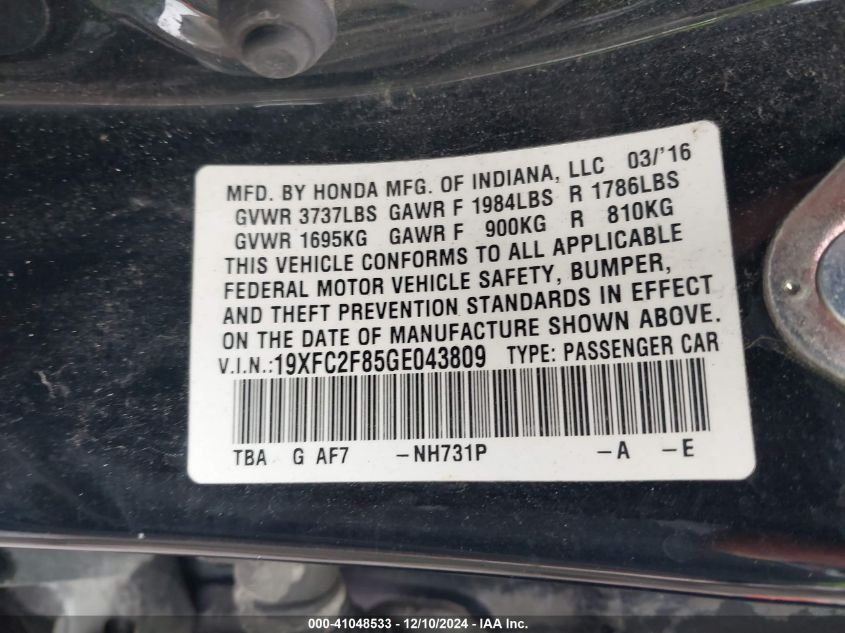 MFD. BY HONDA MFG. OF INDIANA, LLC 03/'16
GVWR 3737LBS GAWR F 1984LBS R 1786LBS
GVWR 1695KG GAWR F 900KG R 810KG
THIS VEHICLE CONFORMS TO ALL APPLICABLE
FEDERAL MOTOR VEHICLE SAFETY, BUMPER,
AND THEFT PREVENTION STANDARDS IN EFFECT
ON THE DATE OF MANUFACTURE SHOWN ABOVE.
V.I.N.:19XFC2F85GE043809 TYPE: PASSENGER CAR
TBA G AF7 -NH731P -A -E
000-41048533 - 12/10/2024 - IAA Inc.